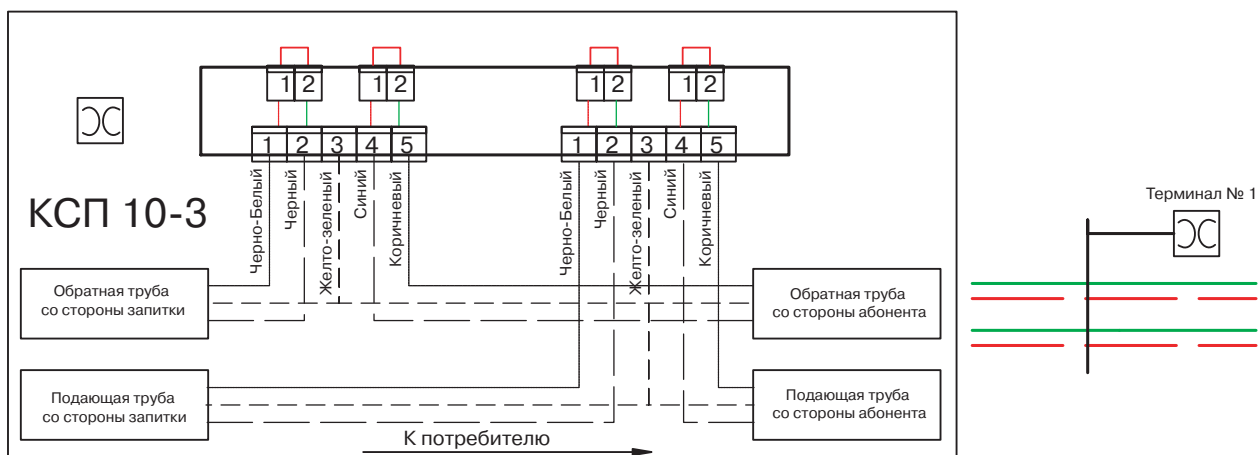 1 2 1 2 1 2 1 2
1 2 3 4 5 1 2 3 4 5
КСП 10-3
Черно-Белый
Черный
Желто-зеленый
Синий
Коричневый
Черно-Белый
Черный
Желто-зеленый
Синий
Коричневый
Терминал № 1
Обратная труба
со стороны запитки
Обратная труба
со стороны абонента
Подающая труба
со стороны запитки
Подающая труба
со стороны абонента
К потребителю